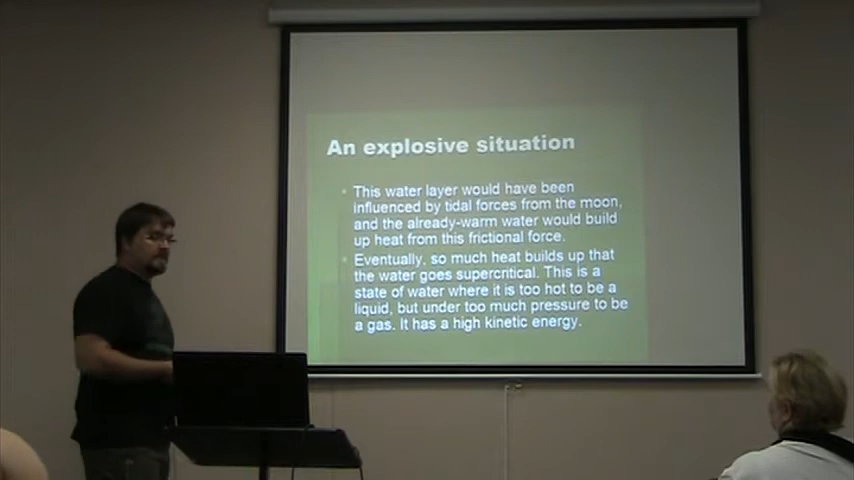 An explosive situation
This water layer would have been
influenced by tidal forces from the moon,
and the already-warm water would build
up heat from this frictional force.
Eventually, so much heat builds up that
the water goes supercritical. This is a
state of water where it is too hot to be a
liquid, but under too much pressure to be
a gas. It has a high kinetic energy.